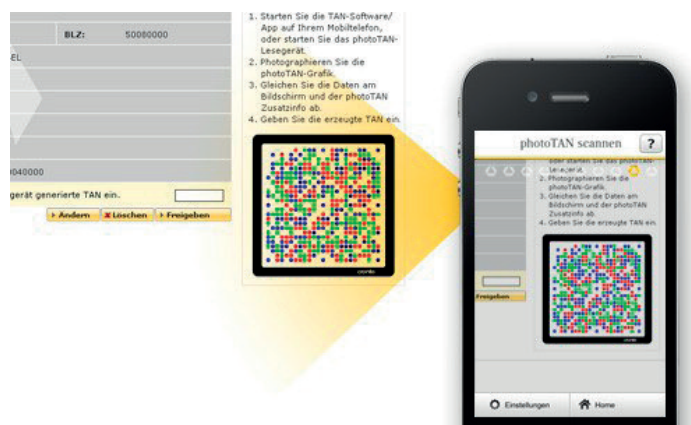 BLZ: 50080000
EL
0040000
gerät generierte TAN ein.
Ändern Löschen Freigeben
1. Starten Sie die TAN-Software/
App auf Ihrem Mobiltelefon,
oder starten Sie das photoTAN-
Lesegerät.
2. Photographieren Sie die
photoTAN-Grafik.
3. Gleichen Sie die Daten am
Bildschirm und der photoTAN
Zusatzinfo ab.
4. Geben Sie die erzeugte TAN ein.
cronto
photoTAN scannen ?
oder starten Sie das photoTAN-
Lesegerät.
2. Photographieren Sie die
photoTAN-Grafik.
3. Gleichen Sie die Daten am
Bildschirm und der photoTAN
Zusatzinfo ab.
4. Geben Sie die erzeugte TAN ein.
Freigeben
cronto
Einstellungen Home